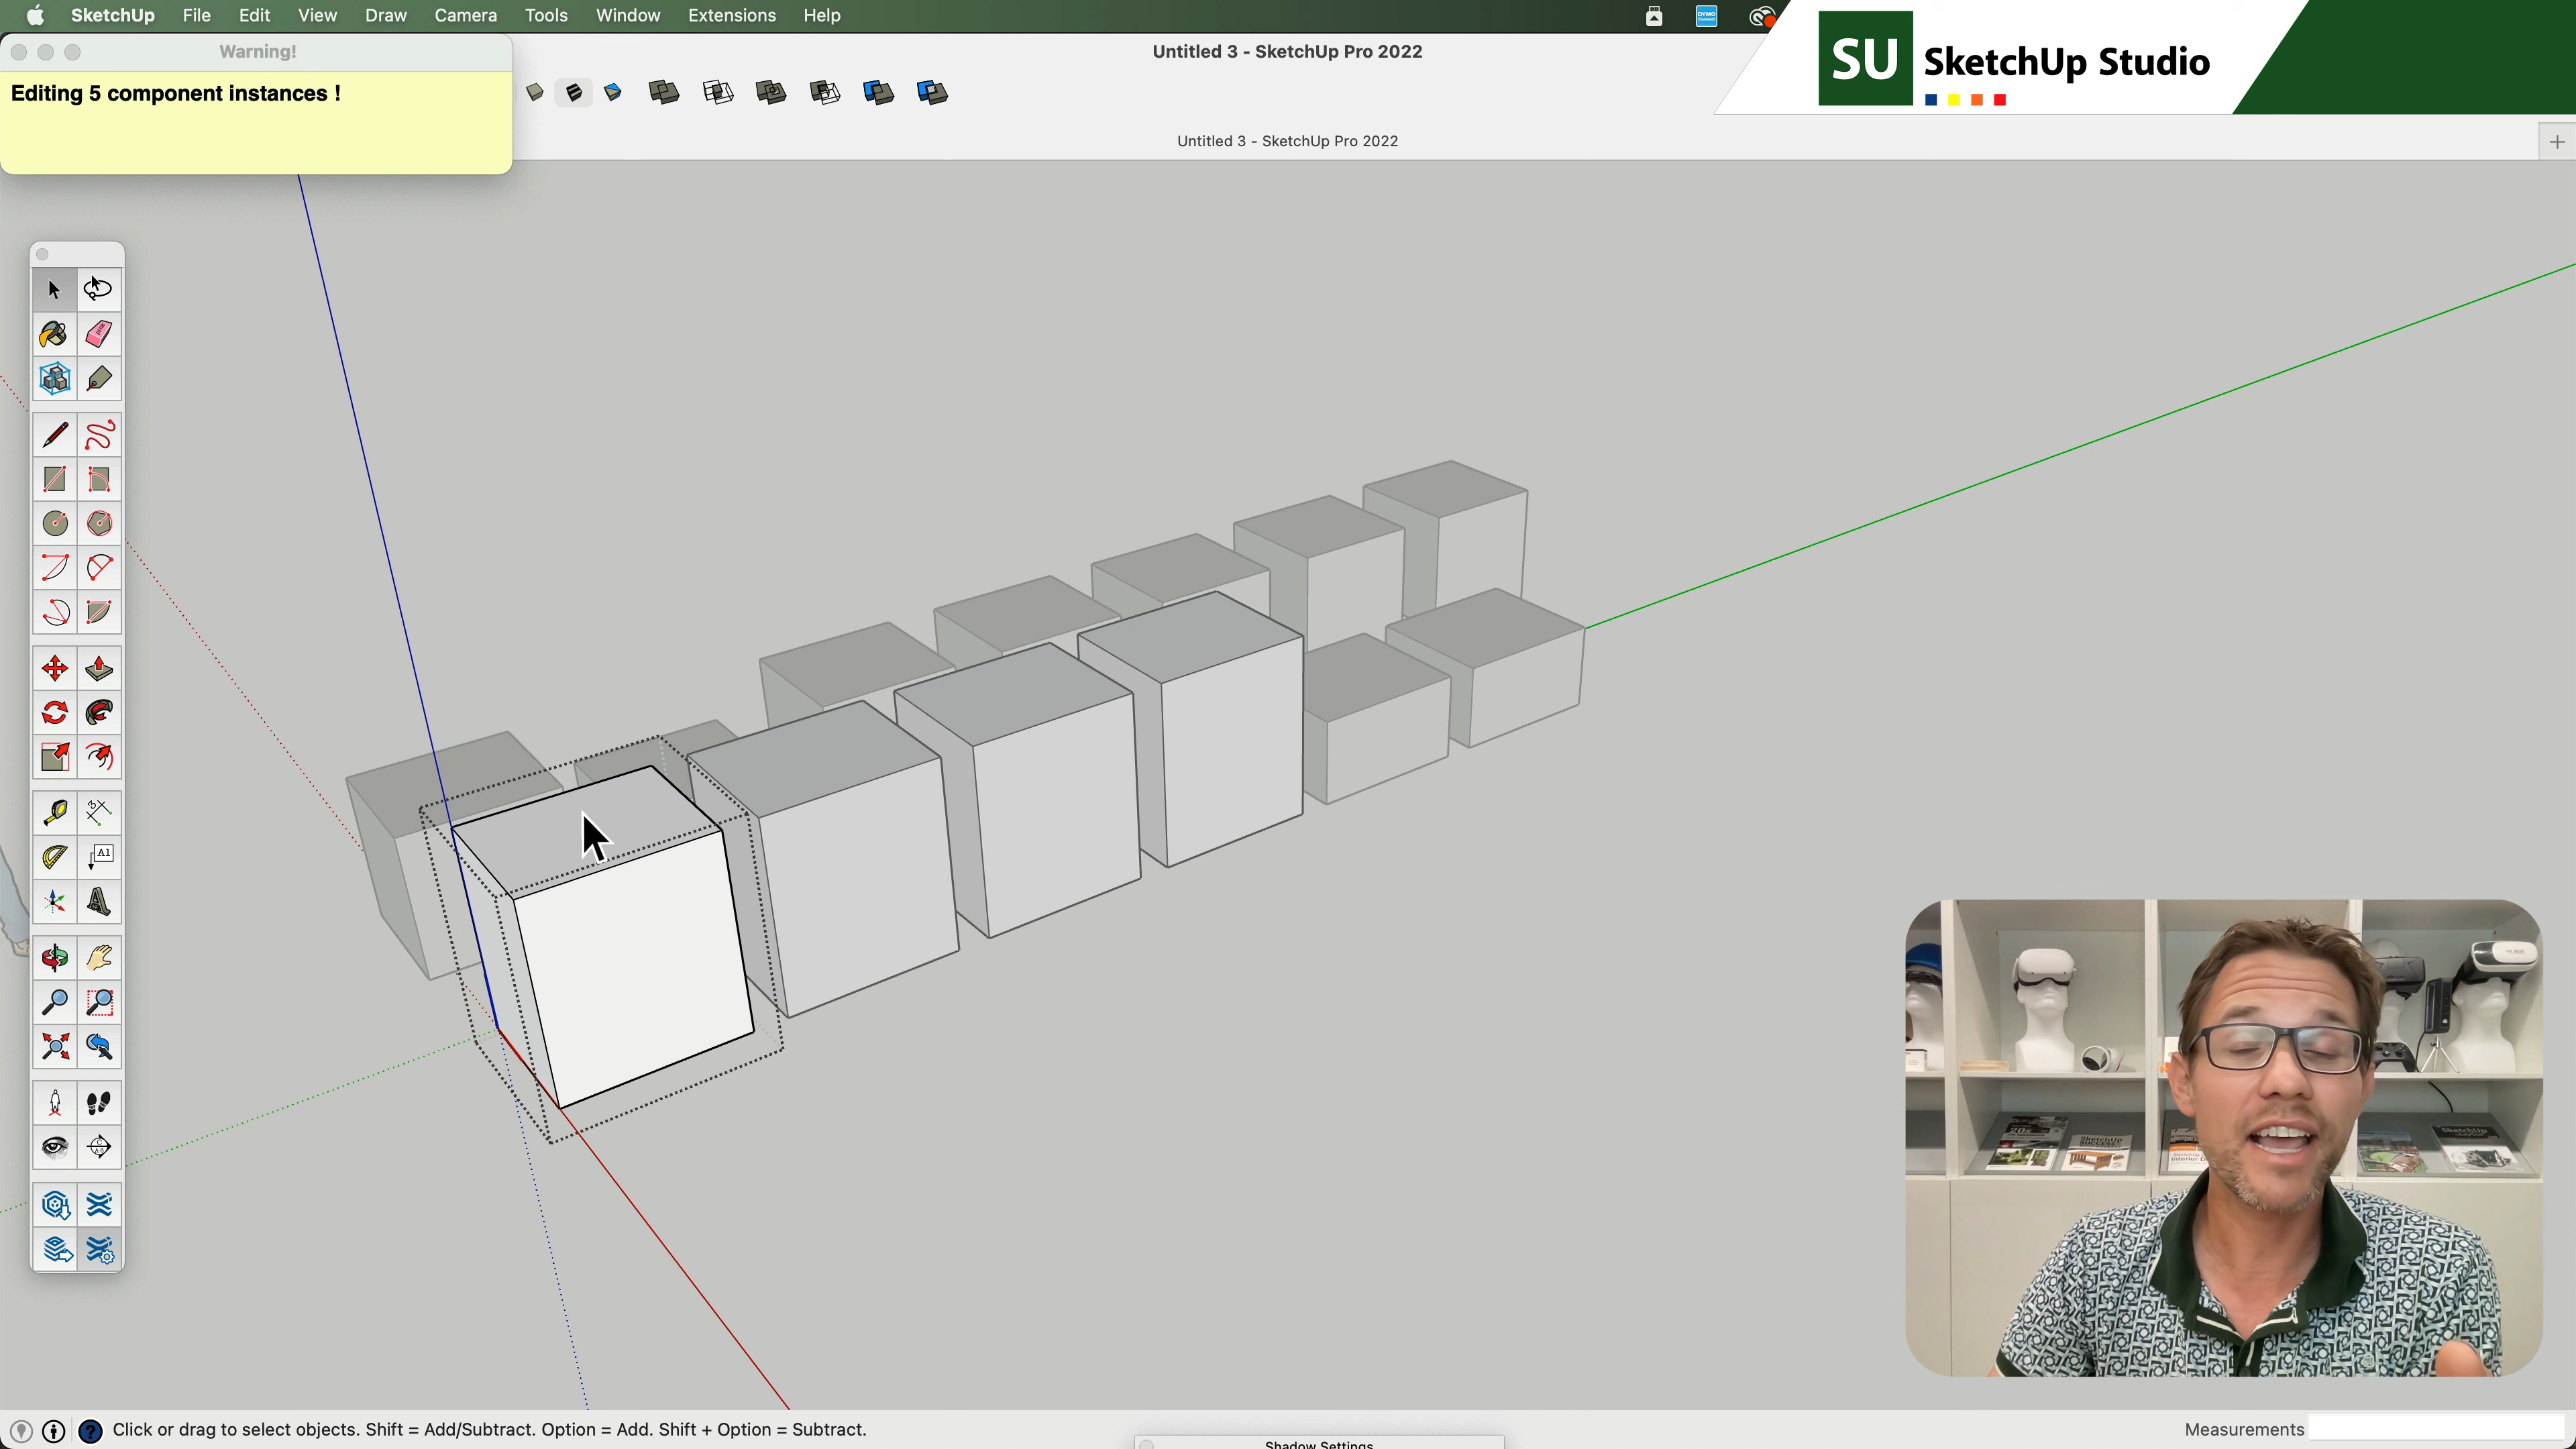 SketchUp File Edit View Draw Camera Tools Window Extensions Help
DYMO
Warning!
Untitled 3 - SketchUp Pro 2022
SU SketchUp Studio
Editing 5 component instances !
Untitled 3 - SketchUp Pro 2022
A1
Click or drag to select objects. Shift = Add/Subtract. Option = Add. Shift + Option = Subtract.
Measurements
Shadow Settings